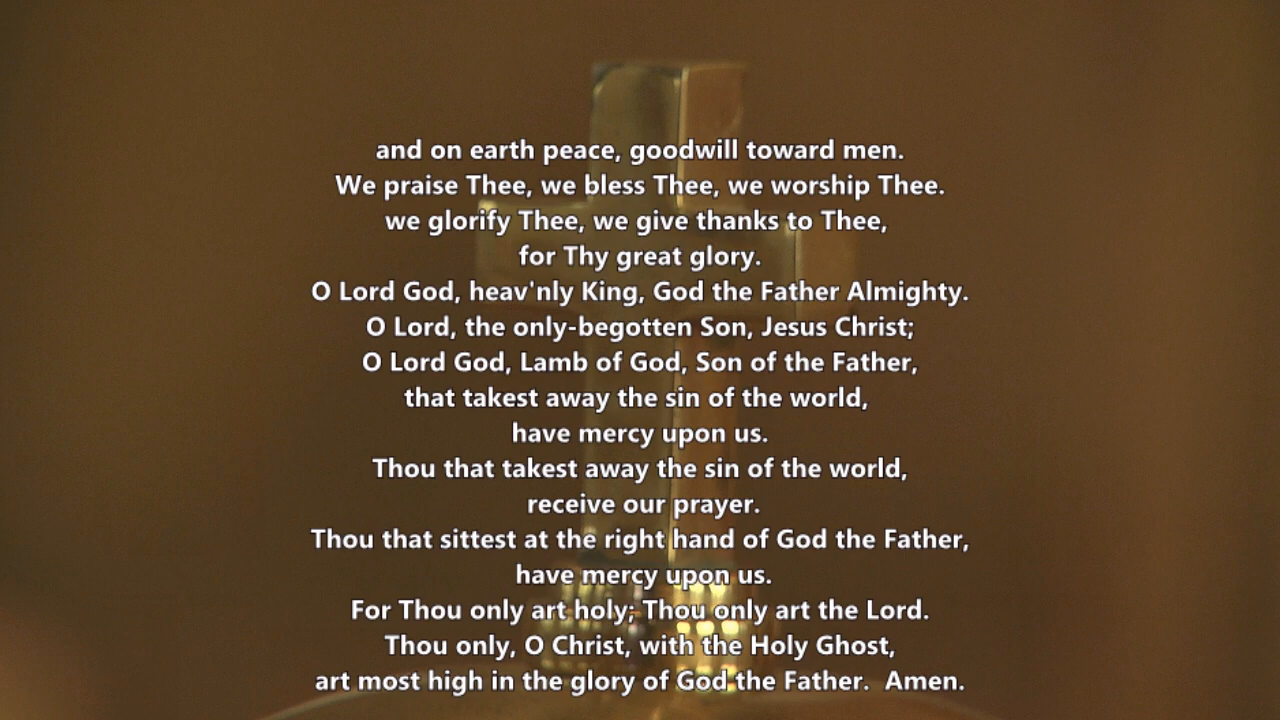 and on earth peace, goodwill toward men.
We praise Thee, we bless Thee, we worship Thee.
we glorify Thee, we give thanks to Thee,
for Thy great glory.
O Lord God, heav'nly King, God the Father Almighty.
O Lord, the only-begotten Son, Jesus Christ;
O Lord God, Lamb of God, Son of the Father,
that takest away the sin of the world,
have mercy upon us.
Thou that takest away the sin of the world,
receive our prayer.
Thou that sittest at the right hand of God the Father,
have mercy upon us.
For Thou only art holy; Thou only art the Lord.
Thou only, O Christ, with the Holy Ghost,
art most high in the glory of God the Father.  Amen.